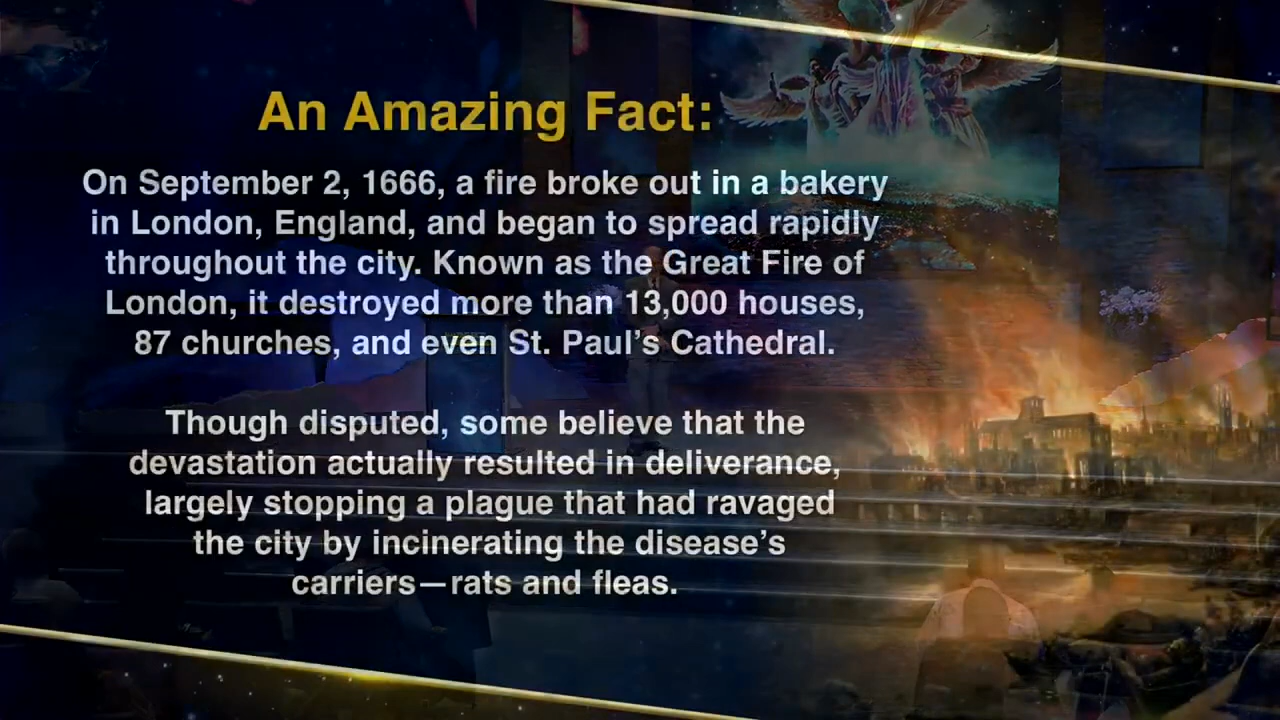 An Amazing Fact:
On September 2, 1666, a fire broke out in a bakery
in London, England, and began to spread rapidly
throughout the city. Known as the Great Fire of
London, it destroyed more than 13,000 houses,
87 churches, and even St. Paul’s Cathedral.
Though disputed, some believe that the
devastation actually resulted in deliverance,
largely stopping a plague that had ravaged
the city by incinerating the disease’s
carriers—rats and fleas.